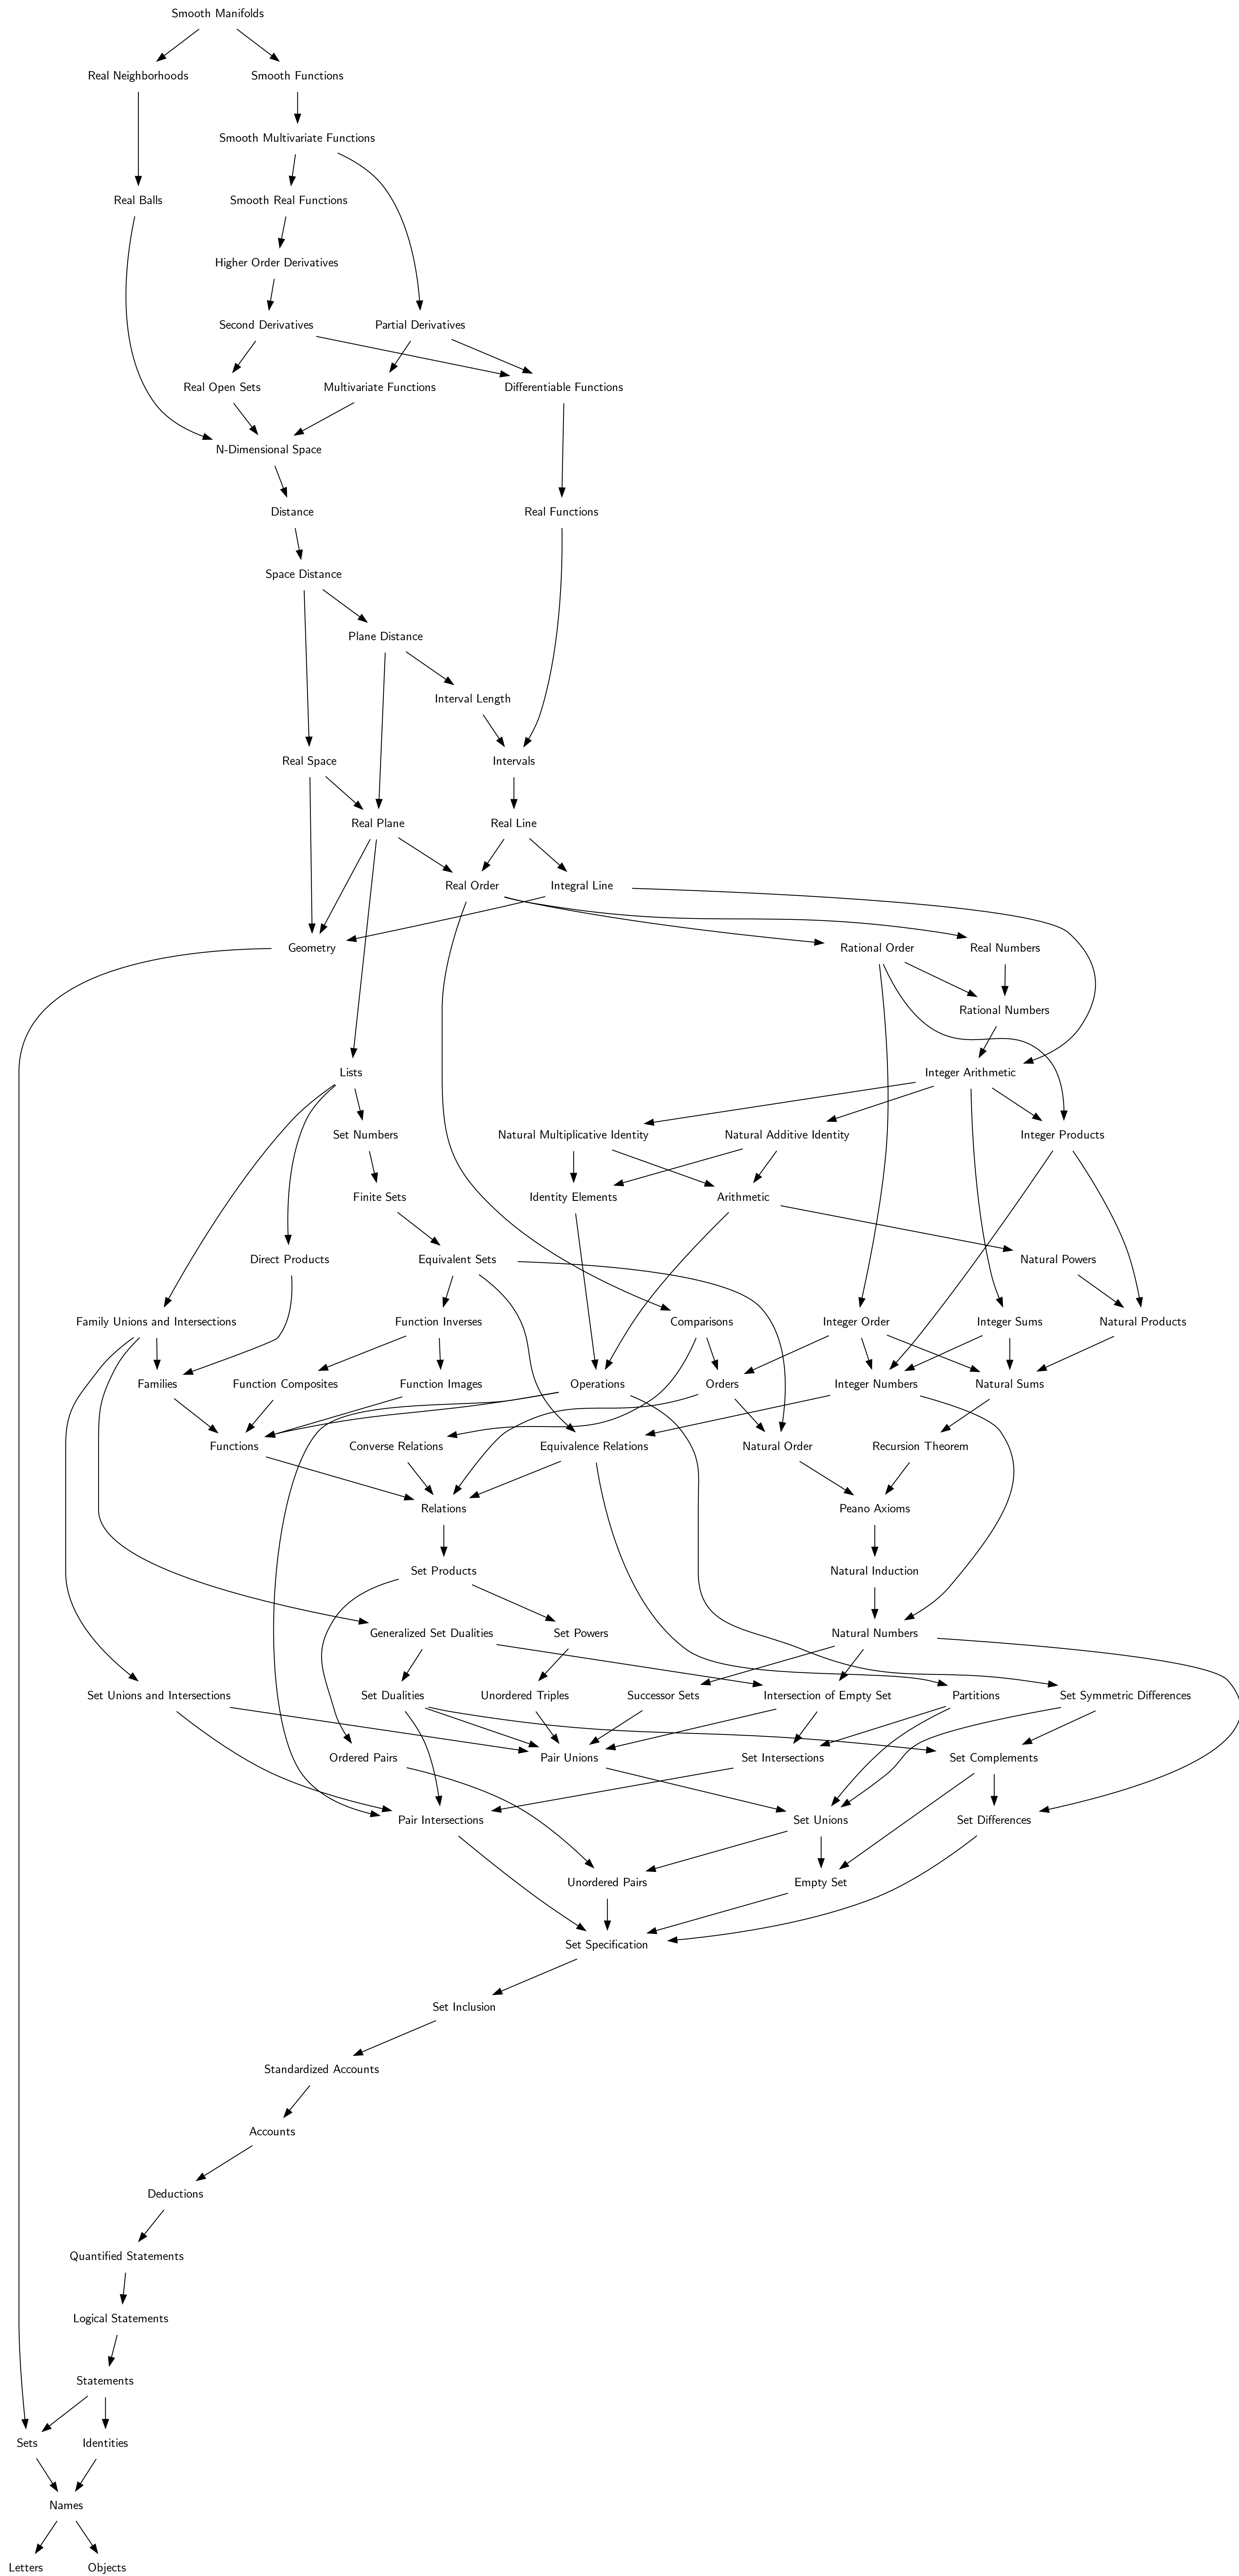 Smooth Manifolds
Real Neighborhoods
Smooth Functions
Smooth Multivariate Functions
Real Balls
Smooth Real Functions
Higher Order Derivatives
Second Derivatives
Partial Derivatives
Real Open Sets
Multivariate Functions
Differentiable Functions
N-Dimensional Space
Distance
Real Functions
Space Distance
Plane Distance
Interval Length
Real Space
Intervals
Real Plane
Real Line
Real Order
Integral Line
Geometry
Rational Order
Real Numbers
Rational Numbers
Lists
Integer Arithmetic
Set Numbers
Natural Multiplicative Identity
Natural Additive Identity
Integer Products
Finite Sets
Identity Elements
Arithmetic
Direct Products
Equivalent Sets
Natural Powers
Family Unions and Intersections
Function Inverses
Comparisons
Integer Order
Integer Sums
Natural Products
Families
Function Composites
Function Images
Operations
Orders
Integer Numbers
Natural Sums
Functions
Converse Relations
Equivalence Relations
Natural Order
Recursion Theorem
Relations
Peano Axioms
Set Products
Natural Induction
Generalized Set Dualities
Set Powers
Natural Numbers
Set Unions and Intersections
Set Dualities
Unordered Triples
Successor Sets
Intersection of Empty Set
Partitions
Set Symmetric Differences
Ordered Pairs
Pair Unions
Set Intersections
Set Complements
Pair Intersections
Set Unions
Set Differences
Unordered Pairs
Empty Set
Set Specification
Set Inclusion
Standardized Accounts
Accounts
Deductions
Quantified Statements
Logical Statements
Statements
Sets
Identities
Names
Letters
Objects